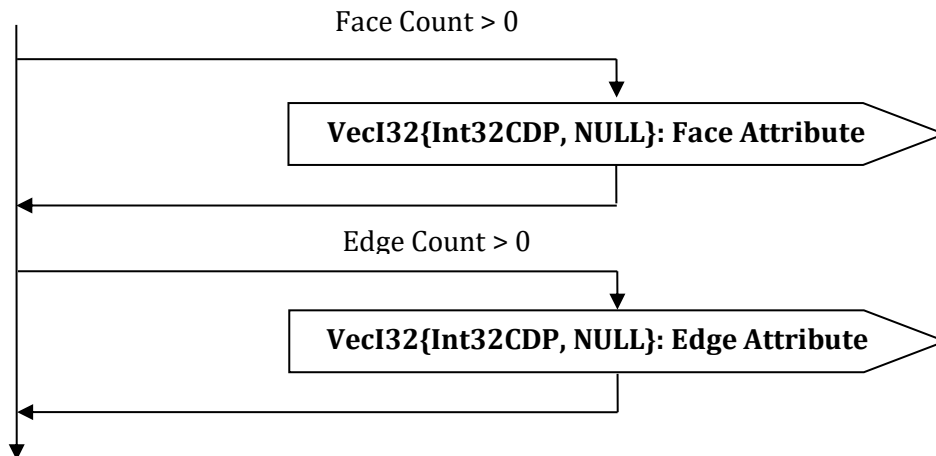 Face Count > 0
VecI32{Int32CDP, NULL}: Face Attribute
Edge Count > 0
VecI32{Int32CDP, NULL}: Edge Attribute